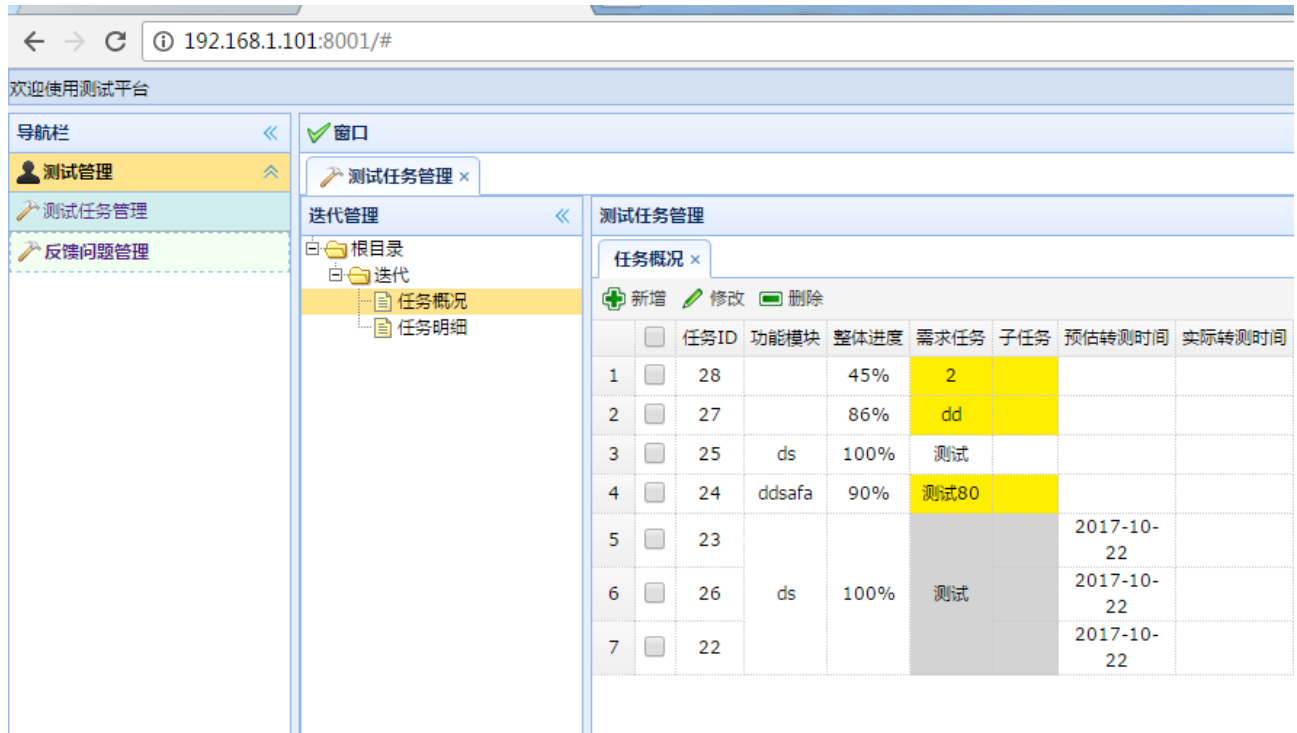 192.168.1.101:8001/#
欢迎使用测试平台
导航栏
测试管理
测试任务管理
反馈问题管理
窗口
测试任务管理 ×
迭代管理
根目录
迭代
任务概况
任务明细
测试任务管理
任务概况 ×
新增 修改 删除
任务ID 功能模块 整体进度 需求任务 子任务 预估转测时间 实际转测时间
1 28 45% 2
2 27 86% dd
3 25 ds 100% 测试
4 24 ddsafa 90% 测试80
5 23 2017-10-
22
6 26 ds 100% 测试 2017-10-
22
7 22 2017-10-
22